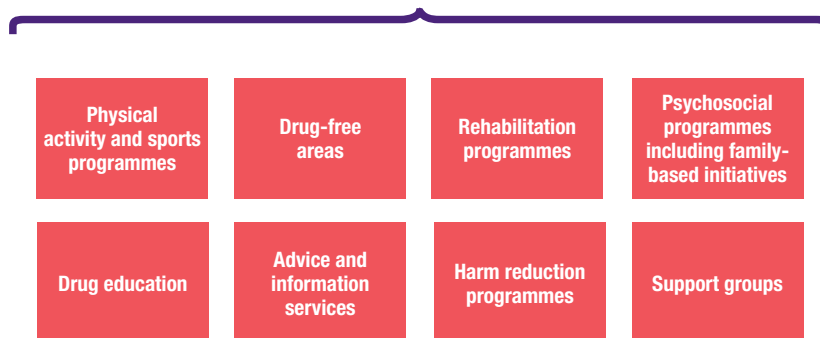 Physical
activity and sports
programmes
Drug-free
areas
Rehabilitation
programmes
Psychosocial
programmes
including family-
based initiatives
Drug education
Advice and
information
services
Harm reduction
programmes
Support groups